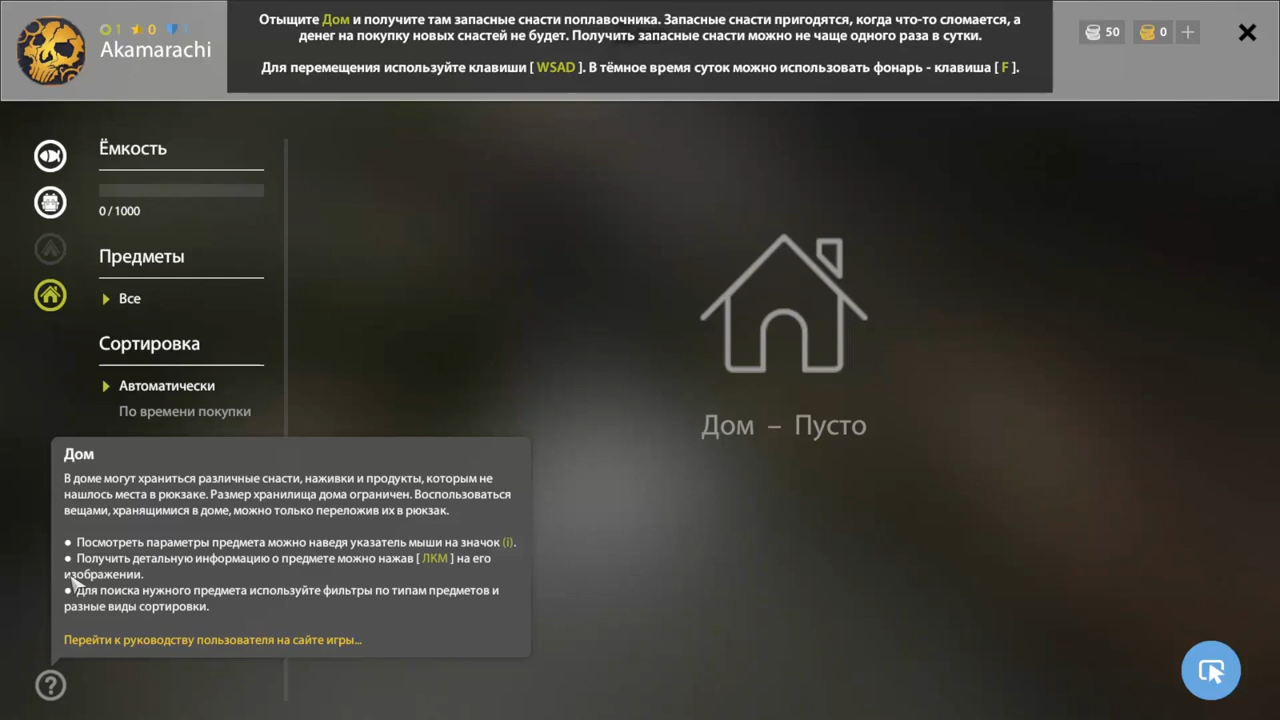 1 0 1
Akamarachi
Отыщите Дом и получите там запасные снасти поплавочника. Запасные снасти пригодятся, когда что-то сломается, а
денег на покупку новых снастей не будет. Получить запасные снасти можно не чаще одного раза в сутки.
Для перемещения используйте клавиши [ WSAD ]. В тёмное время суток можно использовать фонарь - клавиша [ F ].
50 0
Ёмкость
0 / 1000
Предметы
Все
Сортировка
Автоматически
По времени покупки
Дом – Пусто
Дом
В доме могут храниться различные снасти, наживки и продукты, которым не
нашлось места в рюкзаке. Размер хранилища дома ограничен. Воспользоваться
вещами, хранящимися в доме, можно только переложив их в рюкзак.
● Посмотреть параметры предмета можно наведя указатель мыши на значок (i).
● Получить детальную информацию о предмете можно нажав [ ЛКМ ] на его
изображении.
● Для поиска нужного предмета используйте фильтры по типам предметов и
разные виды сортировки.
Перейти к руководству пользователя на сайте игры...